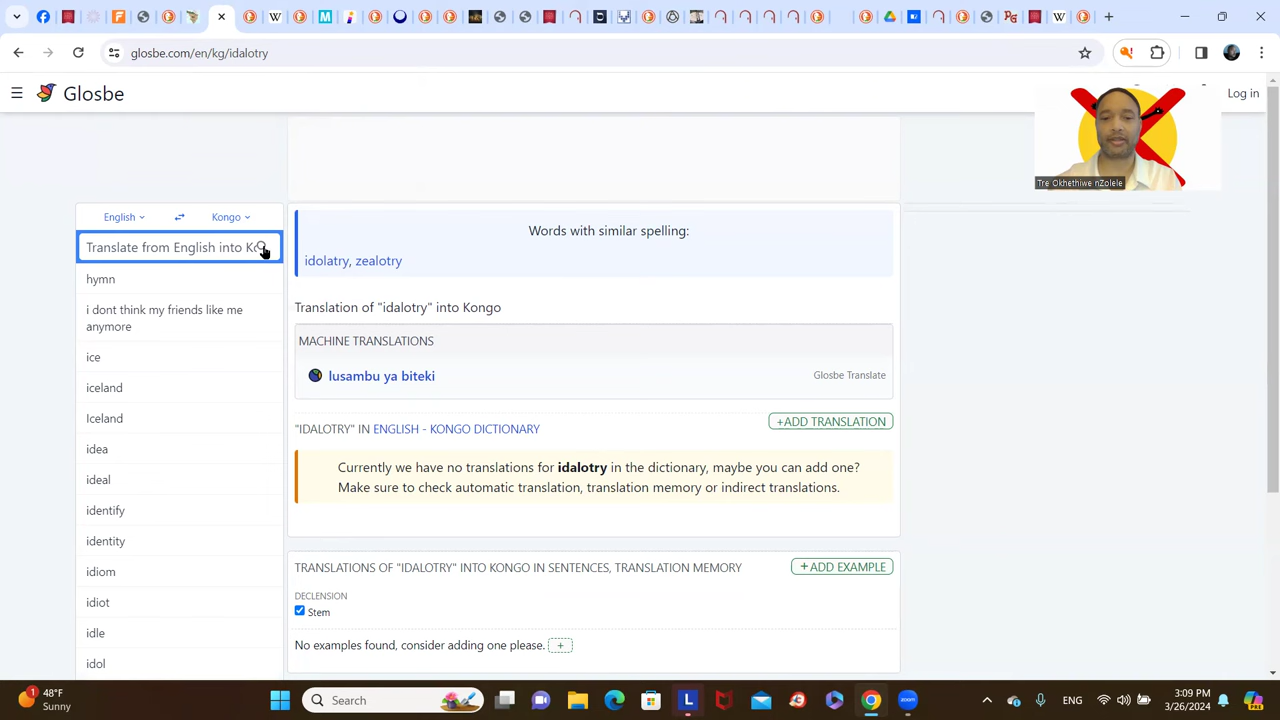 glosbe.com/en/kg/idalotry
Glosbe
Log in
Tre Okhethiwe nZolele
English
Kongo
Translate from English into Ko
hymn
i dont think my friends like me
anymore
ice
iceland
Iceland
idea
ideal
identify
identity
idiom
idiot
idle
idol
Words with similar spelling:
idolatry, zealotry
Translation of "idalotry" into Kongo
MACHINE TRANSLATIONS
lusambu ya biteki
Glosbe Translate
+ADD TRANSLATION
"IDALOTRY" IN ENGLISH - KONGO DICTIONARY
Currently we have no translations for idalotry in the dictionary, maybe you can add one?
Make sure to check automatic translation, translation memory or indirect translations.
TRANSLATIONS OF "IDALOTRY" INTO KONGO IN SENTENCES, TRANSLATION MEMORY
+ADD EXAMPLE
DECLENSION
Stem
No examples found, consider adding one please. +
48°F
Sunny
Search
ENG
3:09 PM
3/26/2024